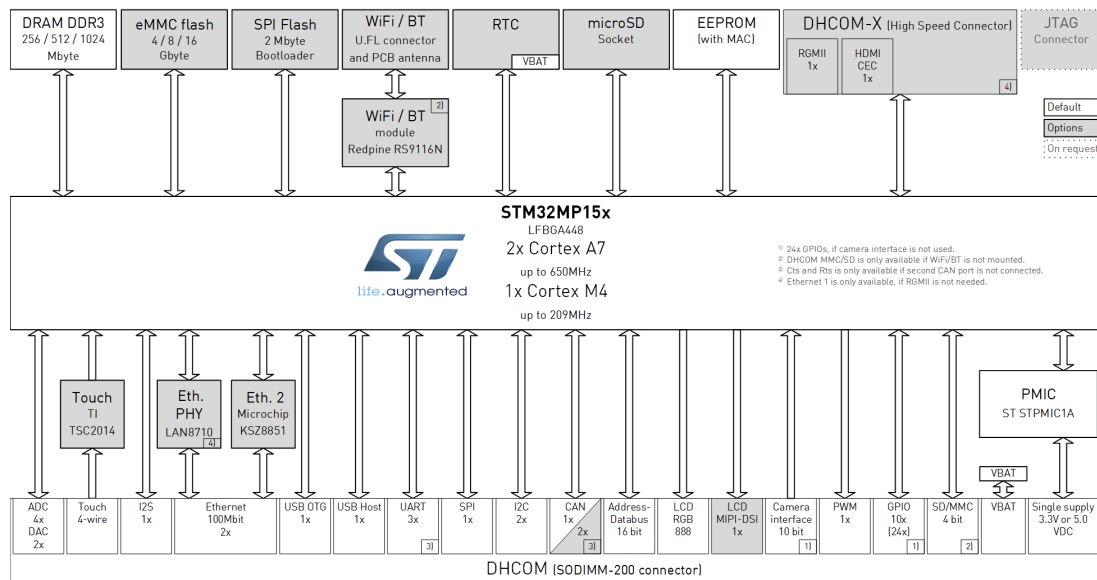 DRAM DDR3
256 / 512 / 1024
Mbyte
eMMC flash
4 / 8 / 16
Gbyte
SPI Flash
2 Mbyte
Bootloader
WiFi / BT
U.FL connector
and PCB antenna
RTC
VBAT
microSD
Socket
EEPROM
(with MAC)
DHCOM-X (High Speed Connector)
RGMII
1x
HDMI
CEC
1x
4)
JTAG
Connector
Default
Options
On request
2)
WiFi / BT
module
Redpine RS9116N
STM32MP15x
LFBGA448
2x Cortex A7
up to 650MHz
1x Cortex M4
up to 209MHz
ST
life.augmented
1) 24x GPIOs, if camera interface is not used.
2) DHCOM MMC/SD is only available if WiFi/BT is not mounted.
3) Cts and Rts is only available if second CAN port is not connected.
4) Ethernet 1 is only available, if RGMII is not needed.
Touch
TI
TSC2014
Eth.
PHY
LAN8710
4)
Eth. 2
Microchip
KSZ8851
PMIC
ST STPMIC1A
VBAT
ADC
4x
DAC
2x
Touch
4-wire
I2S
1x
Ethernet
100Mbit
2x
USB OTG
1x
USB Host
1x
UART
3x
3)
SPI
1x
I2C
2x
CAN
1x
2x
3)
Address-
Databus
16 bit
LCD
RGB
888
LCD
MIPI-DSI
1x
Camera
interface
10 bit
1)
PWM
1x
GPIO
10x
(24x)
1)
SD/MMC
4 bit
2)
VBAT
Single supply
3.3V or 5.0
VDC
DHCOM (SODIMM-200 connector)